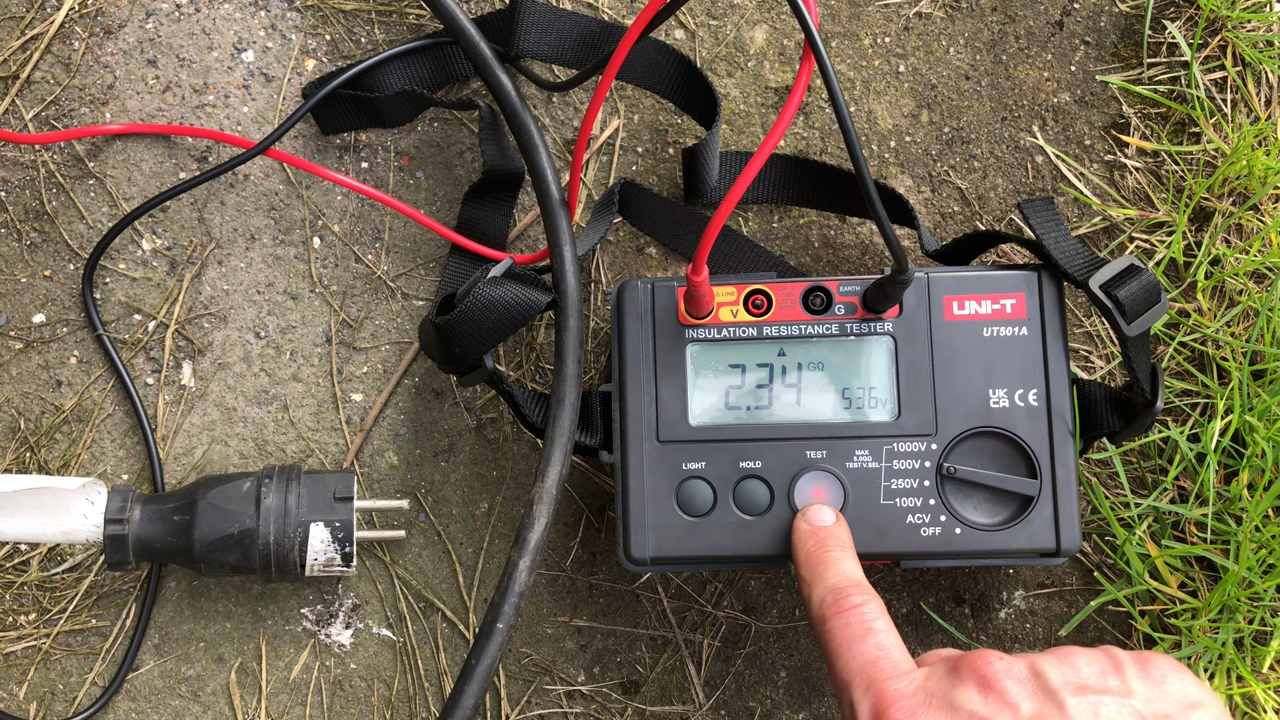 LINE
V
EARTH
G
UNI-T
INSULATION RESISTANCE TESTER
UT501A
2.34 GΩ
536V
UK
CA CE
LIGHT
HOLD
TEST
MAX
5.0GΩ
TEST V.SEL
1000V
500V
250V
100V
ACV
OFF